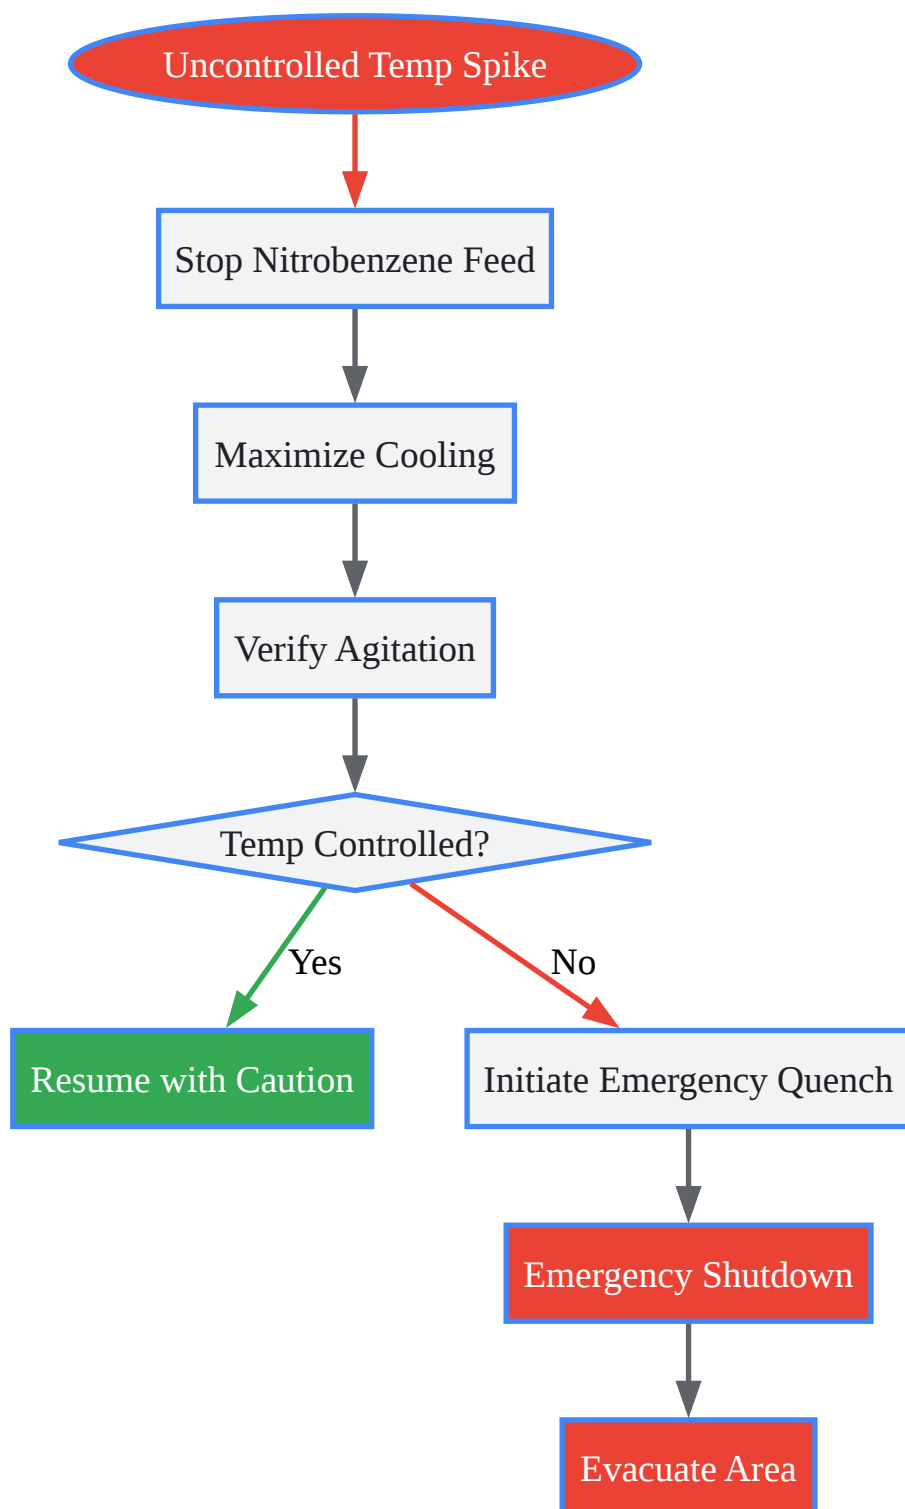 Uncontrolled Temp Spike
Stop Nitrobenzene Feed
Maximize Cooling
Verify Agitation
Temp Controlled?
Yes
No
Resume with Caution
Initiate Emergency Quench
Emergency Shutdown
Evacuate Area